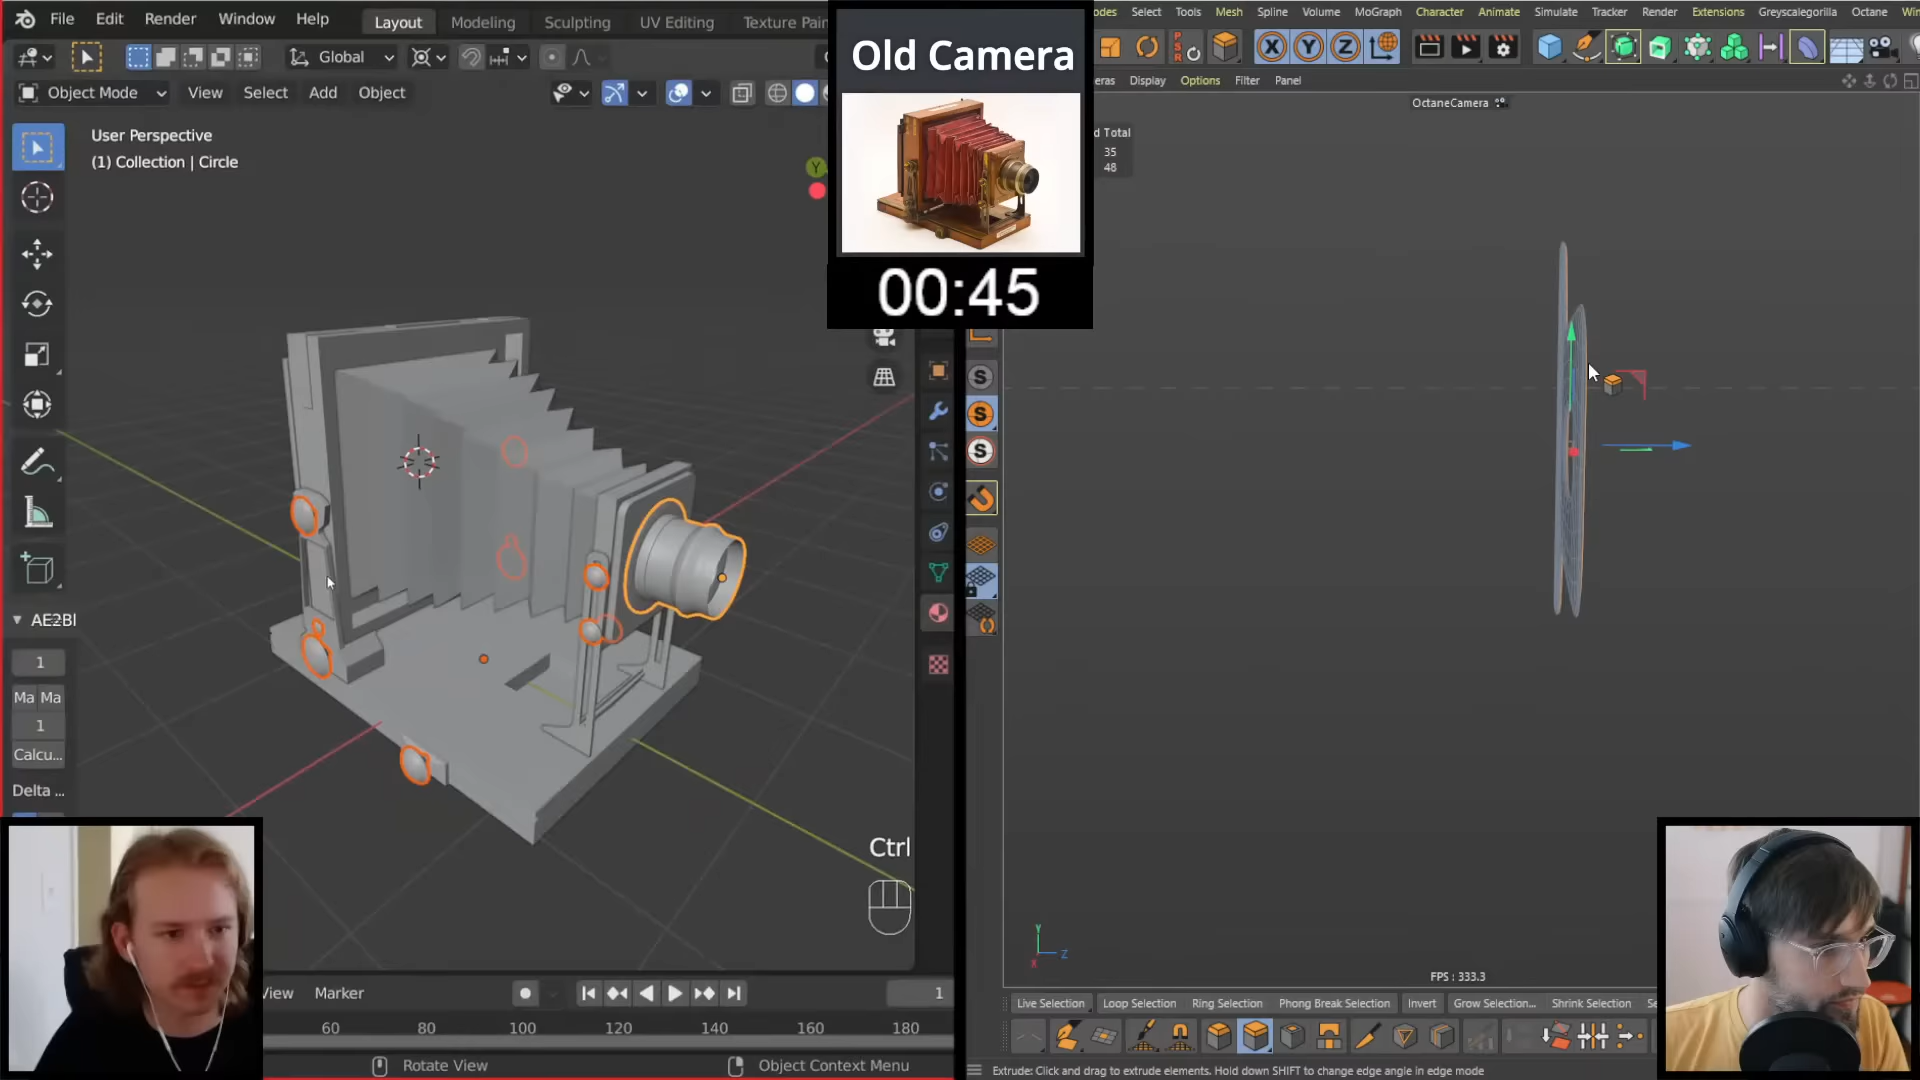 File Edit Render Window Help
Layout Modeling Sculpting UV Editing Texture Pain
Global
Object Mode View Select Add Object
User Perspective
(1) Collection | Circle
Y
AE2BI
1
Ma Ma
1
Calcu...
Delta ...
Ctrl
View Marker
1
60 80 100 120 140 160 180
Rotate View Object Context Menu
Old Camera
00:45
odes Select Tools Mesh Spline Volume MoGraph Character Animate Simulate Tracker Render Extensions Greyscalegorilla Octane Win
PSR
X Y Z
eras Display Options Filter Panel
OctaneCamera
d Total
35
48
S
S
S
Y
Z
X
FPS : 333.3
Live Selection Loop Selection Ring Selection Phong Break Selection Invert Grow Selection... Shrink Selection Se
Extrude: Click and drag to extrude elements. Hold down SHIFT to change edge angle in edge mode